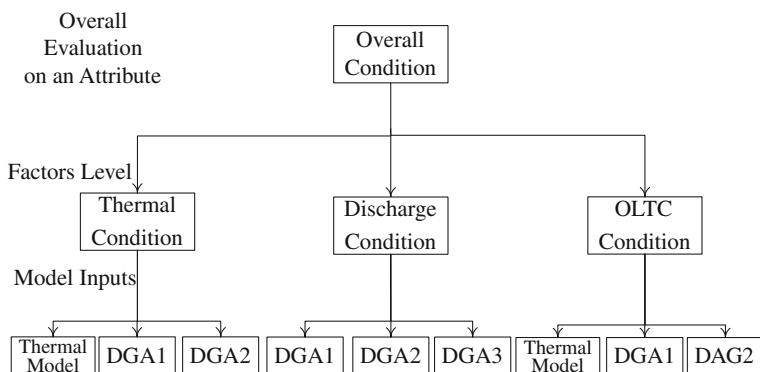 Overall
Evaluation
on an Attribute
Overall
Condition
Factors Level
Thermal
Condition
Discharge
Condition
OLTC
Condition
Model Inputs
Thermal
Model
DGA1
DGA2
DGA1
DGA2
DGA3
Thermal
Model
DGA1
DAG2